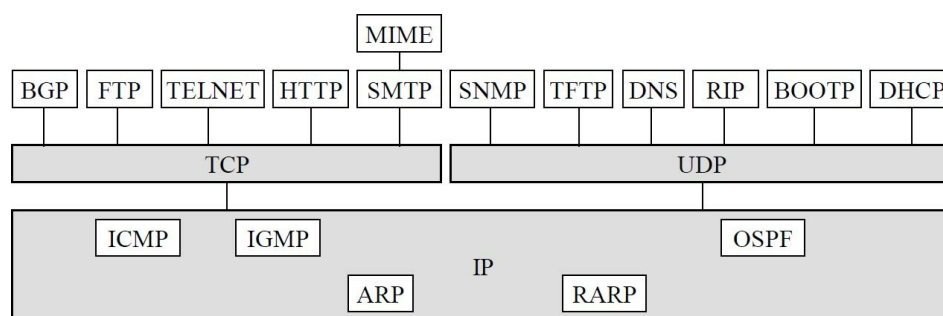 MIME
BGP FTP TELNET HTTP SMTP SNMP TFTP DNS RIP BOOTP DHCP
TCP UDP
ICMP IGMP OSPF
IP
ARP RARP